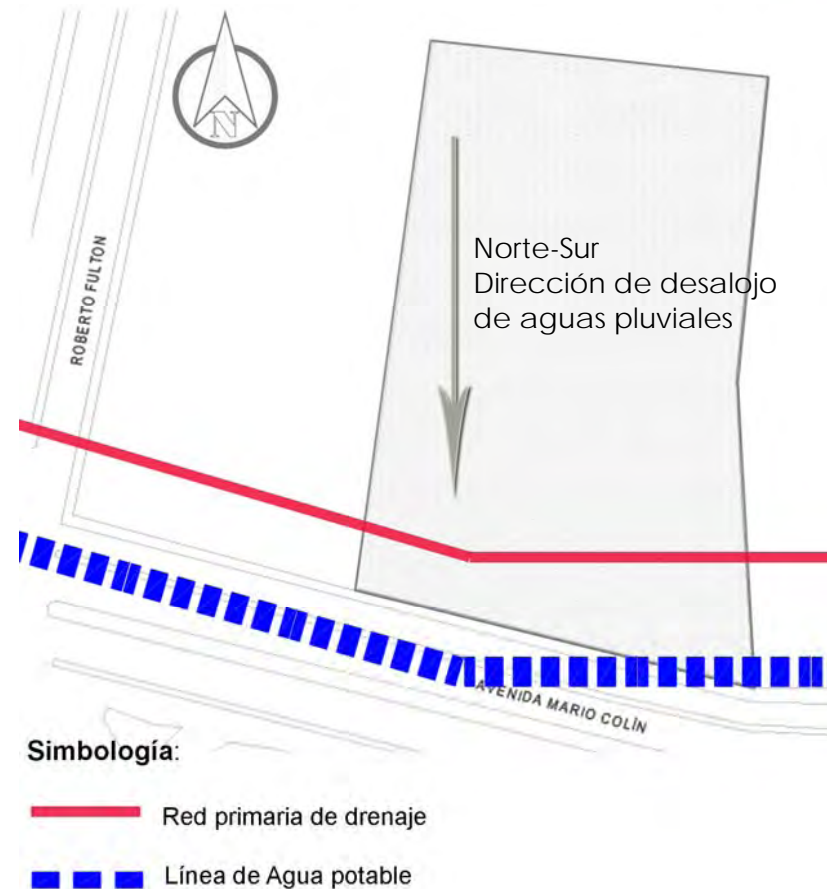 N
ROBERTO FULTON
Norte-Sur
Dirección de desalojo
de aguas pluviales
AVENIDA MARIO COLÍN
Simbología:
Red primaria de drenaje
Línea de Agua potable